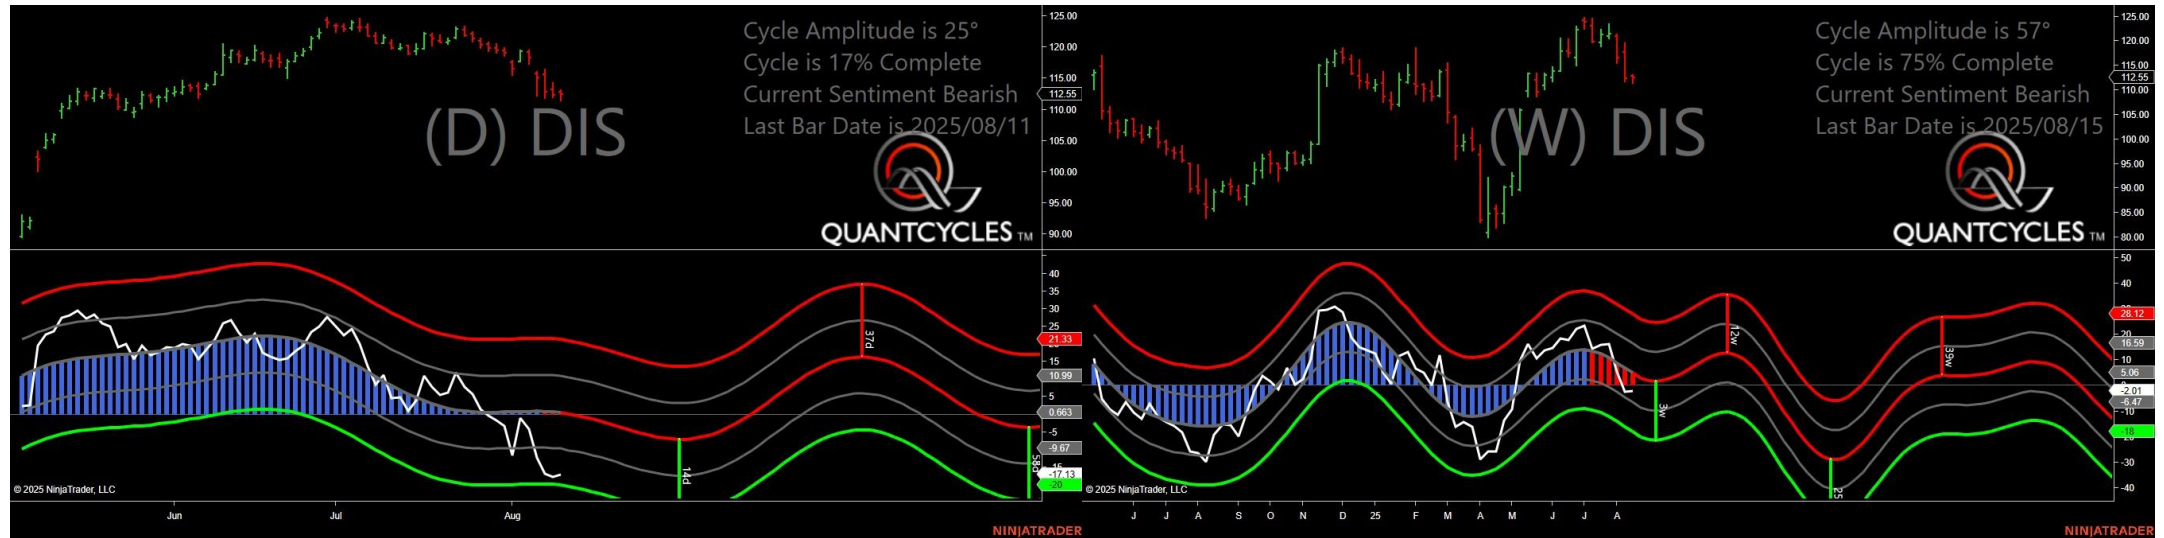 Cycle Amplitude is 25°
Cycle is 17% Complete
Current Sentiment Bearish
Last Bar Date is 2025/08/11
(D) DIS
QUANTCYCLES TM
125.00
120.00
115.00
112.55
110.00
105.00
100.00
95.00
90.00
40
35
30
25
21.33
15
10.99
5
0.663
-5
-9.67
-17.13
-20
37d
14d
58d
© 2025 NinjaTrader, LLC
Jun
Jul
Aug
NINJATRADER
Cycle Amplitude is 57°
Cycle is 75% Complete
Current Sentiment Bearish
Last Bar Date is 2025/08/15
(W) DIS
QUANTCYCLES TM
125.00
120.00
115.00
112.55
110.00
105.00
100.00
95.00
90.00
85.00
80.00
50
40
28.12
20
16.59
10
5.06
-2.01
-6.47
-10
-18
-30
-40
12w
39w
3w
25
© 2025 NinjaTrader, LLC
J
J
A
S
O
N
D
25
F
M
A
M
J
J
A
NINJATRADER